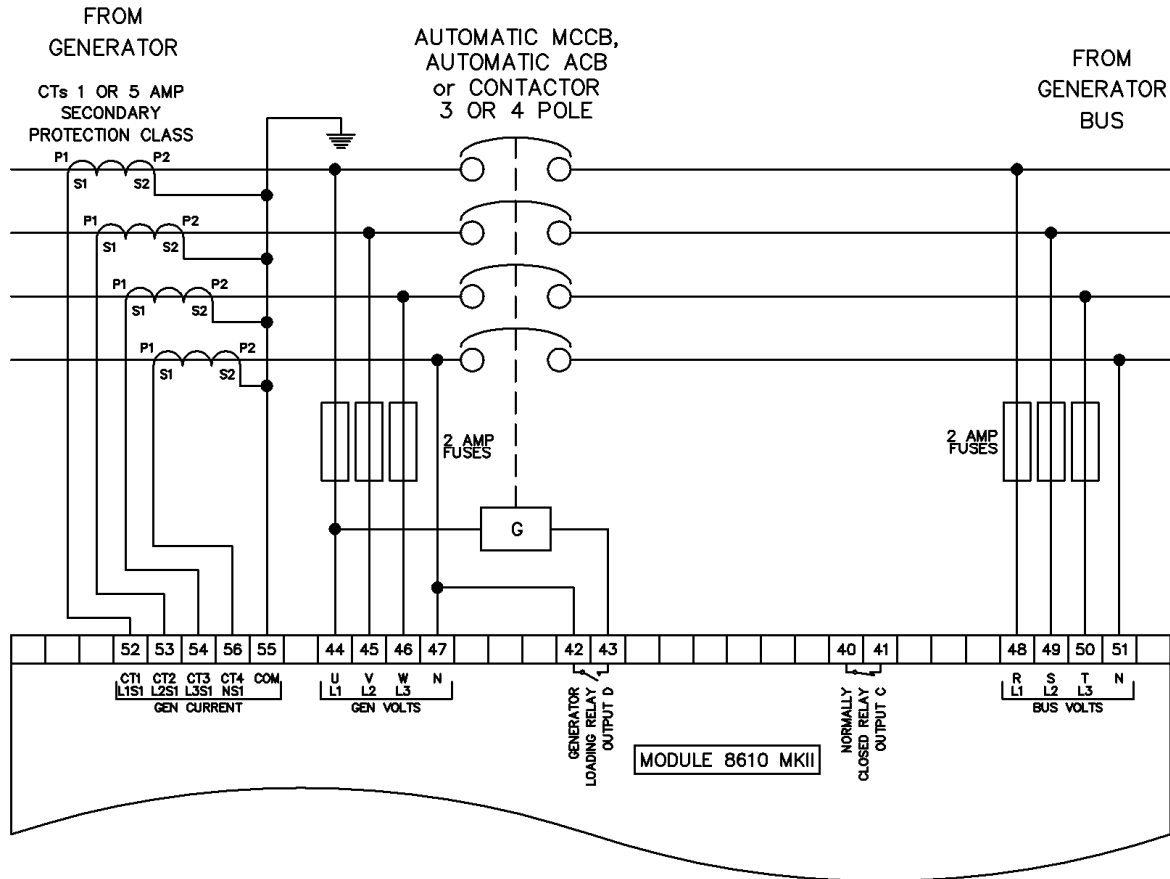 FROM
GENERATOR
CTs 1 OR 5 AMP
SECONDARY
PROTECTION CLASS
AUTOMATIC MCCB,
AUTOMATIC ACB
or CONTACTOR
3 OR 4 POLE
FROM
GENERATOR
BUS
P1 P2
S1 S2
P1 P2
S1 S2
P1 P2
S1 S2
P1 P2
S1 S2
2 AMP
FUSES
2 AMP
FUSES
G
52 53 54 56 55 44 45 46 47 42 43 40 41 48 49 50 51
CT1 CT2 CT3 CT4 COM
L1S1 L2S1 L3S1 NS1
GEN CURRENT
U V W N
L1 L2 L3
GEN VOLTS
GENERATOR
LOADING RELAY
OUTPUT D
NORMALLY
CLOSED RELAY
OUTPUT C
R S T N
L1 L2 L3
BUS VOLTS
MODULE 8610 MKII